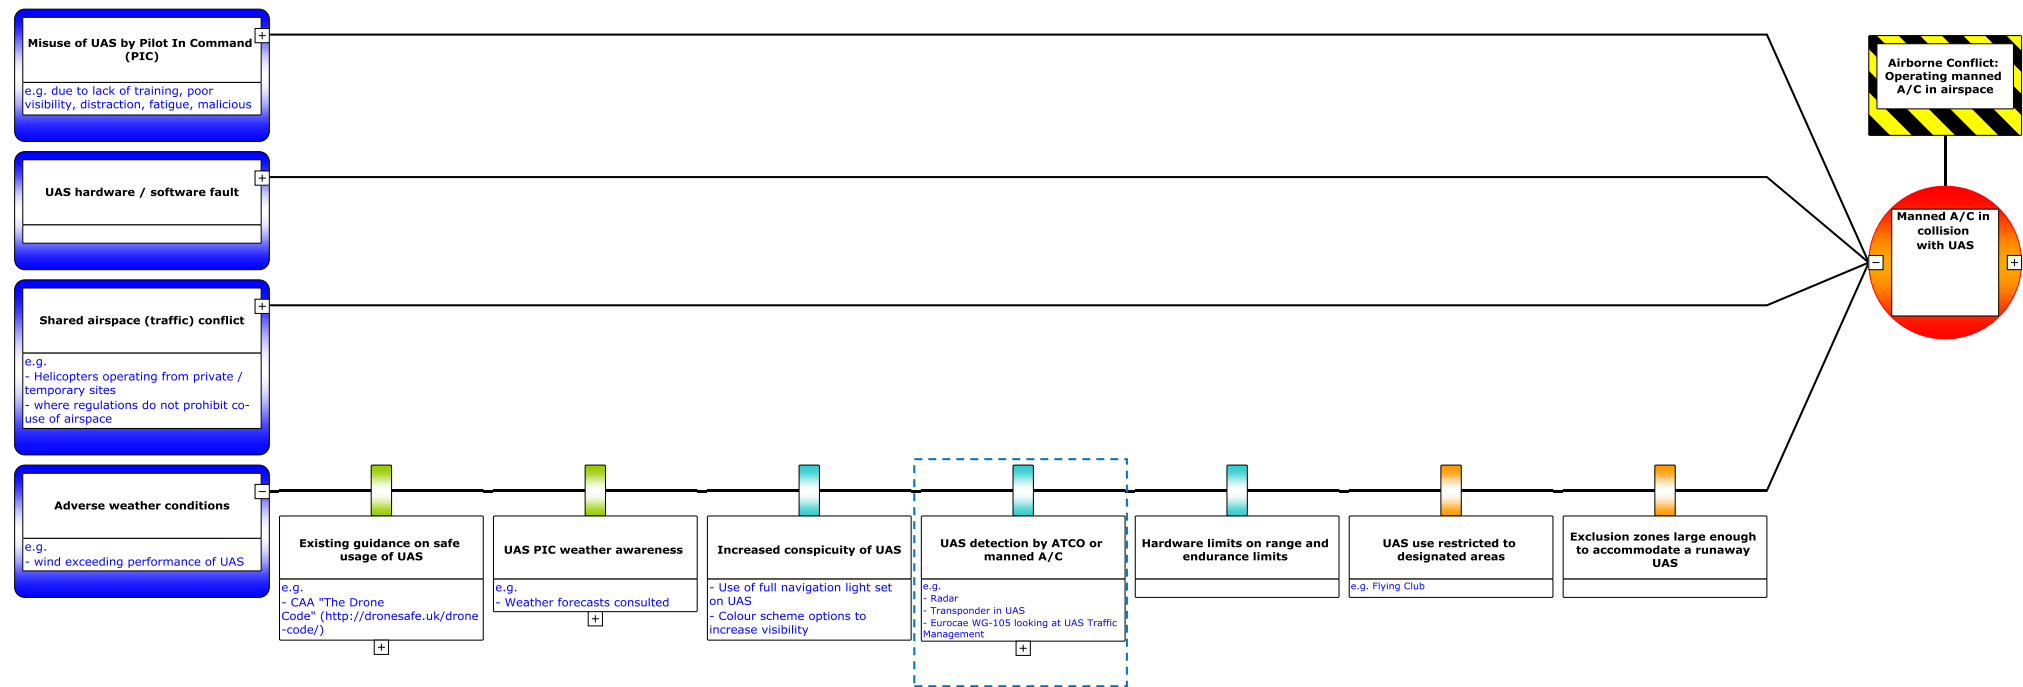 Misuse of UAS by Pilot In Command
(PIC)
e.g. due to lack of training, poor
visibility, distraction, fatigue, malicious
+
Airborne Conflict:
Operating manned
A/C in airspace
UAS hardware / software fault
+
Manned A/C in
collision
with UAS
−
+
Shared airspace (traffic) conflict
+
e.g.
- Helicopters operating from private /
temporary sites
- where regulations do not prohibit co-
use of airspace
Adverse weather conditions
−
e.g.
- wind exceeding performance of UAS
Existing guidance on safe
usage of UAS
e.g.
- CAA "The Drone
Code" (http://dronesafe.uk/drone
-code/)
+
UAS PIC weather awareness
e.g.
- Weather forecasts consulted
+
Increased conspicuity of UAS
- Use of full navigation light set
on UAS
- Colour scheme options to
increase visibility
UAS detection by ATCO or
manned A/C
e.g.
- Radar
- Transponder in UAS
- Eurocae WG-105 looking at UAS Traffic
Management
+
Hardware limits on range and
endurance limits
UAS use restricted to
designated areas
e.g. Flying Club
Exclusion zones large enough
to accommodate a runaway
UAS